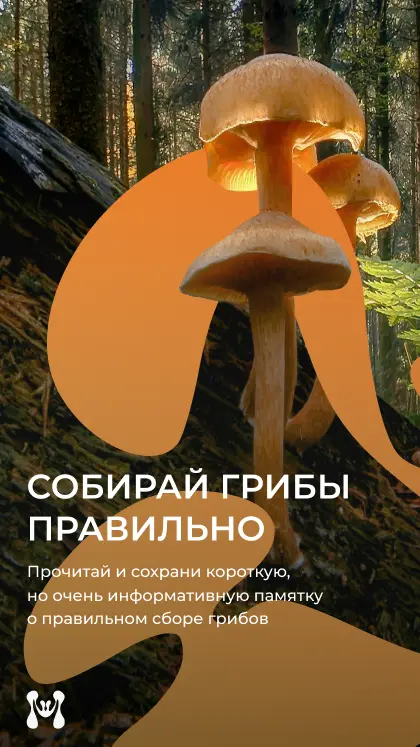 СОБИРАЙ ГРИБЫ
ПРАВИЛЬНО
Прочитай и сохрани короткую,
но очень информативную памятку
о правильном сборе грибов